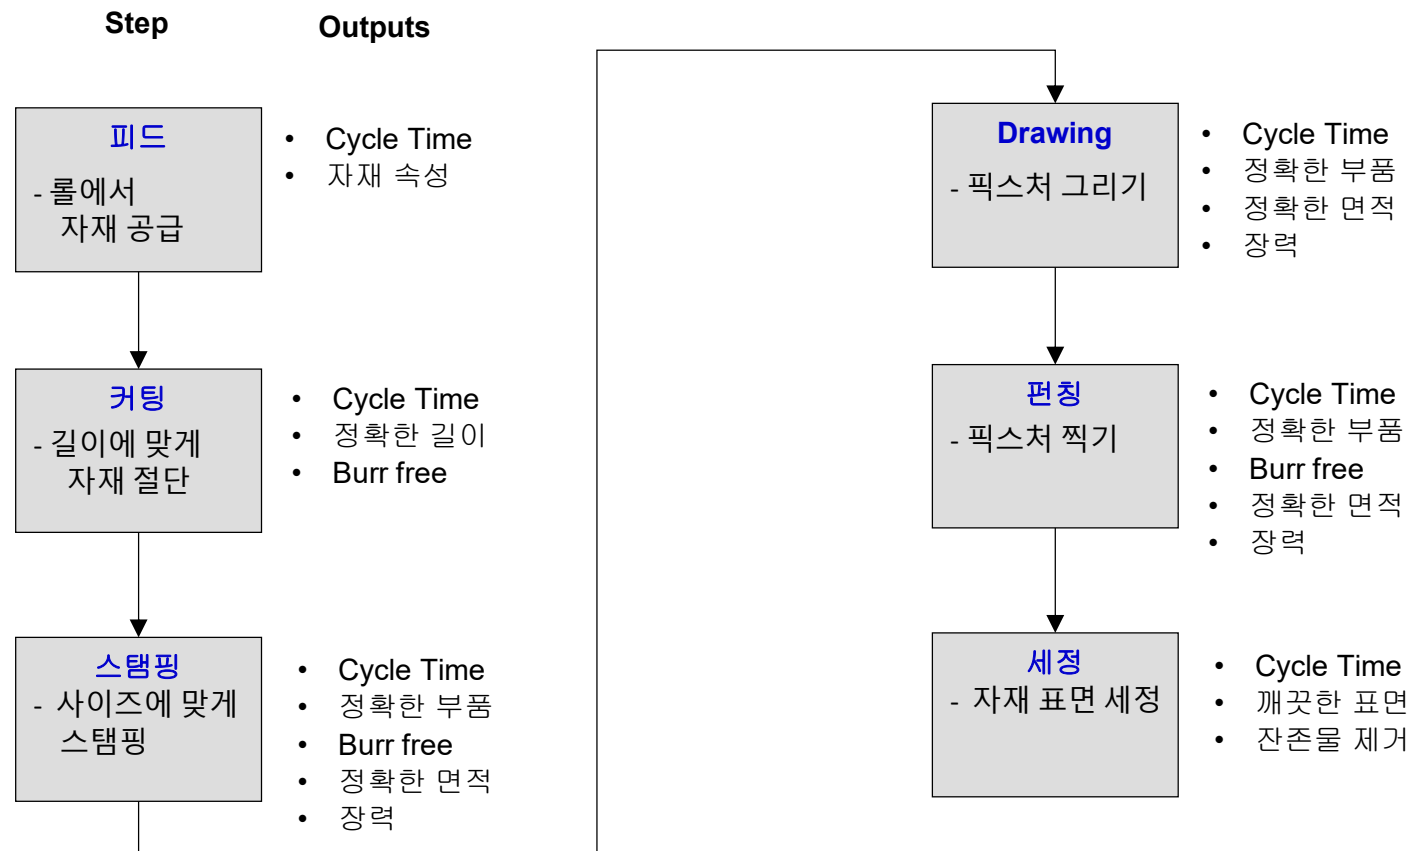 Step
Outputs
피드
- 롤에서
자재 공급
• Cycle Time
• 자재 속성
커팅
- 길이에 맞게
자재 절단
• Cycle Time
• 정확한 길이
• Burr free
스탬핑
- 사이즈에 맞게
스탬핑
• Cycle Time
• 정확한 부품
• Burr free
• 정확한 면적
• 장력
Drawing
- 픽스처 그리기
• Cycle Time
• 정확한 부품
• 정확한 면적
• 장력
펀칭
- 픽스처 찍기
• Cycle Time
• 정확한 부품
• Burr free
• 정확한 면적
• 장력
세정
- 자재 표면 세정
• Cycle Time
• 깨끗한 표면
• 잔존물 제거